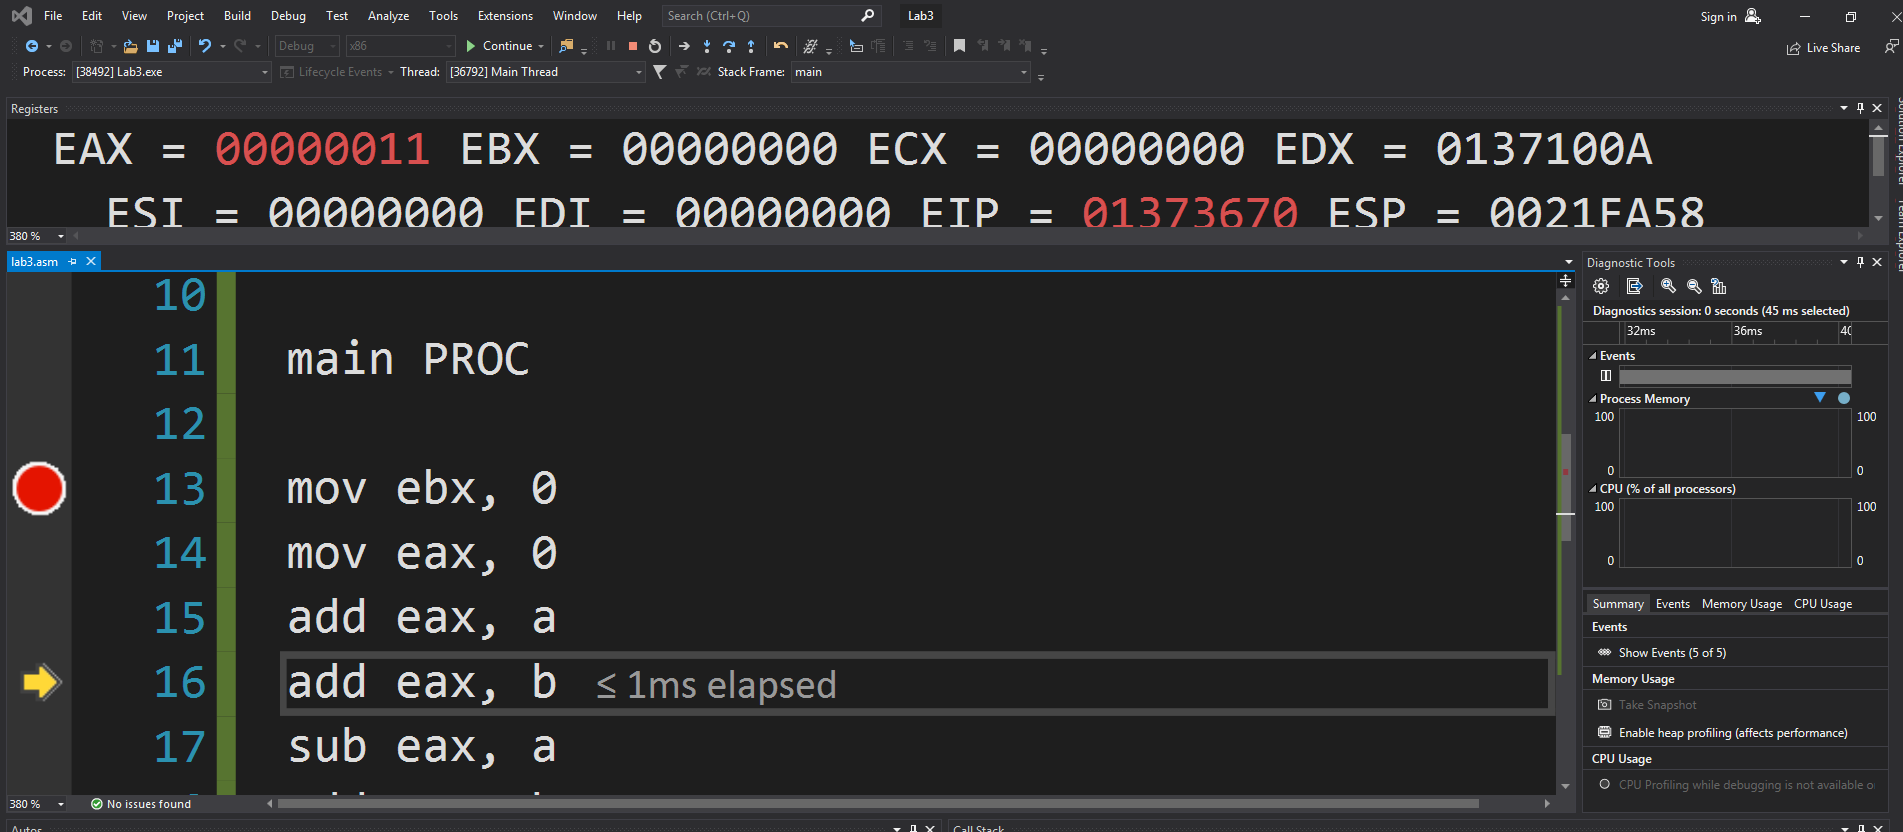 File Edit View Project Build Debug Test Analyze Tools Extensions Window Help Search (Ctrl+Q) Lab3 Sign in
Debug x86 Continue Live Share
Process: [38492] Lab3.exe Lifecycle Events Thread: [36792] Main Thread Stack Frame: main
Registers
EAX = 00000011 EBX = 00000000 ECX = 00000000 EDX = 0137100A
ESI = 00000000 EDI = 00000000 EIP = 01373670 ESP = 0021FA58
380 %
lab3.asm
10
11 main PROC
12
13 mov ebx, 0
14 mov eax, 0
15 add eax, a
16 add eax, b ≤ 1ms elapsed
17 sub eax, a
380 % No issues found
Autos
Call Stack
Diagnostic Tools
Diagnostics session: 0 seconds (45 ms selected)
32ms 36ms 40
Events
Process Memory
100 100
0 0
CPU (% of all processors)
100 100
0 0
Summary Events Memory Usage CPU Usage
Events
Show Events (5 of 5)
Memory Usage
Take Snapshot
Enable heap profiling (affects performance)
CPU Usage
CPU Profiling while debugging is not available o
Solution Explorer
Team Explorer